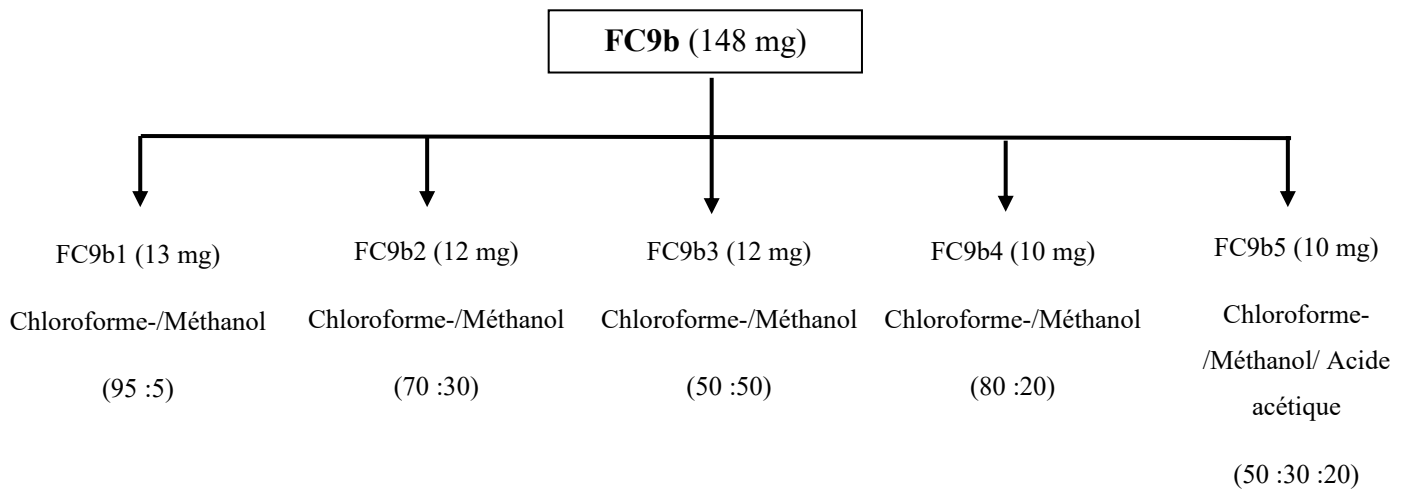 FC9b (148 mg)
FC9b1 (13 mg)
Chloroforme-/Méthanol
(95 :5)
FC9b2 (12 mg)
Chloroforme-/Méthanol
(70 :30)
FC9b3 (12 mg)
Chloroforme-/Méthanol
(50 :50)
FC9b4 (10 mg)
Chloroforme-/Méthanol
(80 :20)
FC9b5 (10 mg)
Chloroforme-
/Méthanol/ Acide
acétique
(50 :30 :20)